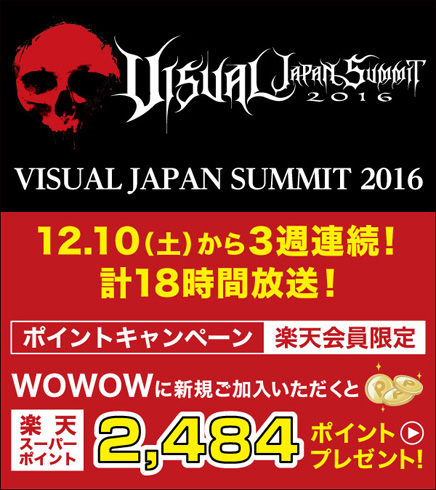 VISUAL JAPAN SUMMIT
2016
VISUAL JAPAN SUMMIT 2016
12.10(土)から3週連続!
計18時間放送!
ポイントキャンペーン 楽天会員限定
WOWOWに新規ご加入いただくと
楽天
スーパー
ポイント
2,484
ポイント
プレゼント!